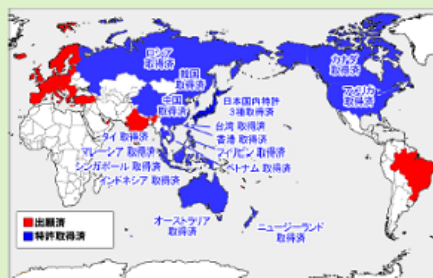 ロシア
取得済
韓国
取得済
カナダ
取得済
中国
取得済
日本国内特許
3種取得済
アメリカ
取得済
台湾 取得済
香港 取得済
タイ 取得済
フィリピン 取得済
マレーシア 取得済
ベトナム 取得済
シンガポール 取得済
インドネシア 取得済
オーストラリア
取得済
ニュージーランド
取得済
出願済
特許取得済